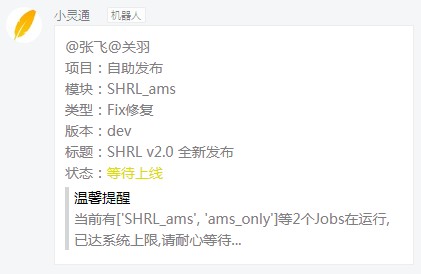 小灵通 机器人
@张飞@关羽
项目：自助发布
模块：SHRL_ams
类型：Fix修复
版本：dev
标题：SHRL v2.0 全新发布
状态：等待上线
温馨提醒
当前有['SHRL_ams', 'ams_only']等2个Jobs在运行,
已达系统上限,请耐心等待...